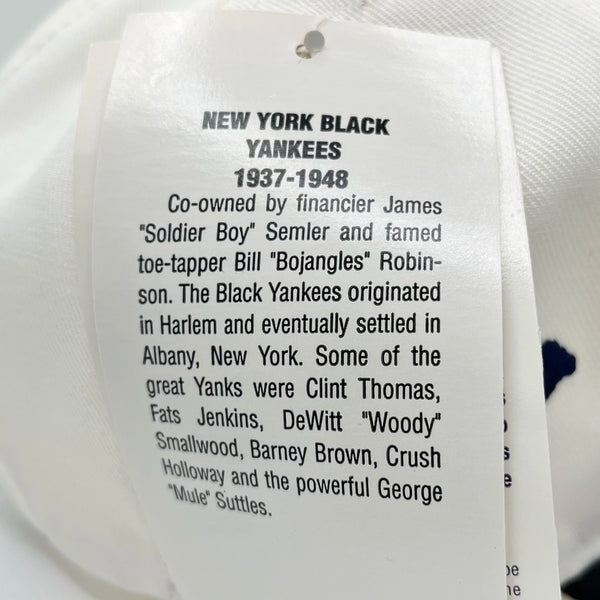 NEW YORK BLACK
YANKEES
1937-1948
Co-owned by financier James
"Soldier Boy" Semler and famed
toe-tapper Bill "Bojangles" Robin-
son. The Black Yankees originated
in Harlem and eventually settled in
Albany, New York. Some of the
great Yanks were Clint Thomas,
Fats Jenkins, DeWitt "Woody"
Smallwood, Barney Brown, Crush
Holloway and the powerful George
"Mule" Suttles.